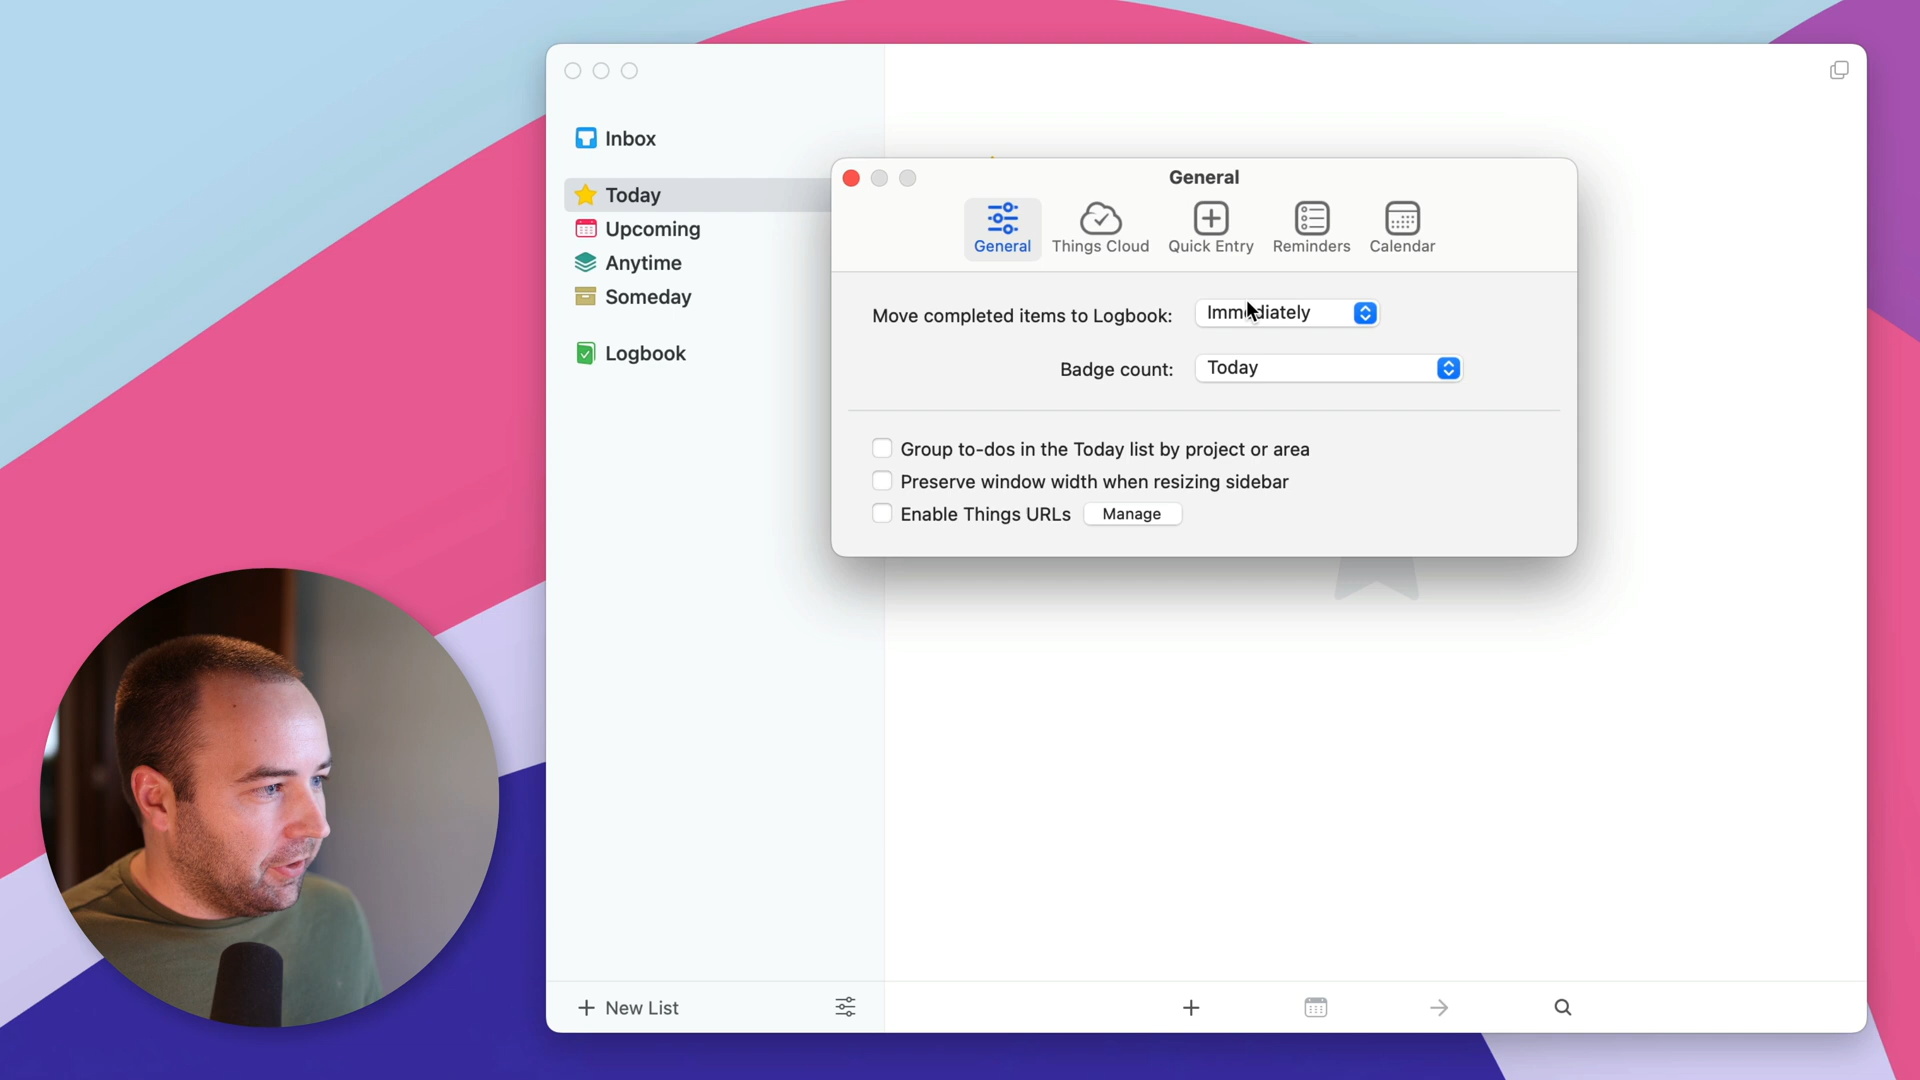 Inbox
Today
Upcoming
Anytime
Someday
Logbook
New List
General
General
Things Cloud
Quick Entry
Reminders
Calendar
Move completed items to Logbook: Immediately
Badge count: Today
Group to-dos in the Today list by project or area
Preserve window width when resizing sidebar
Enable Things URLs Manage